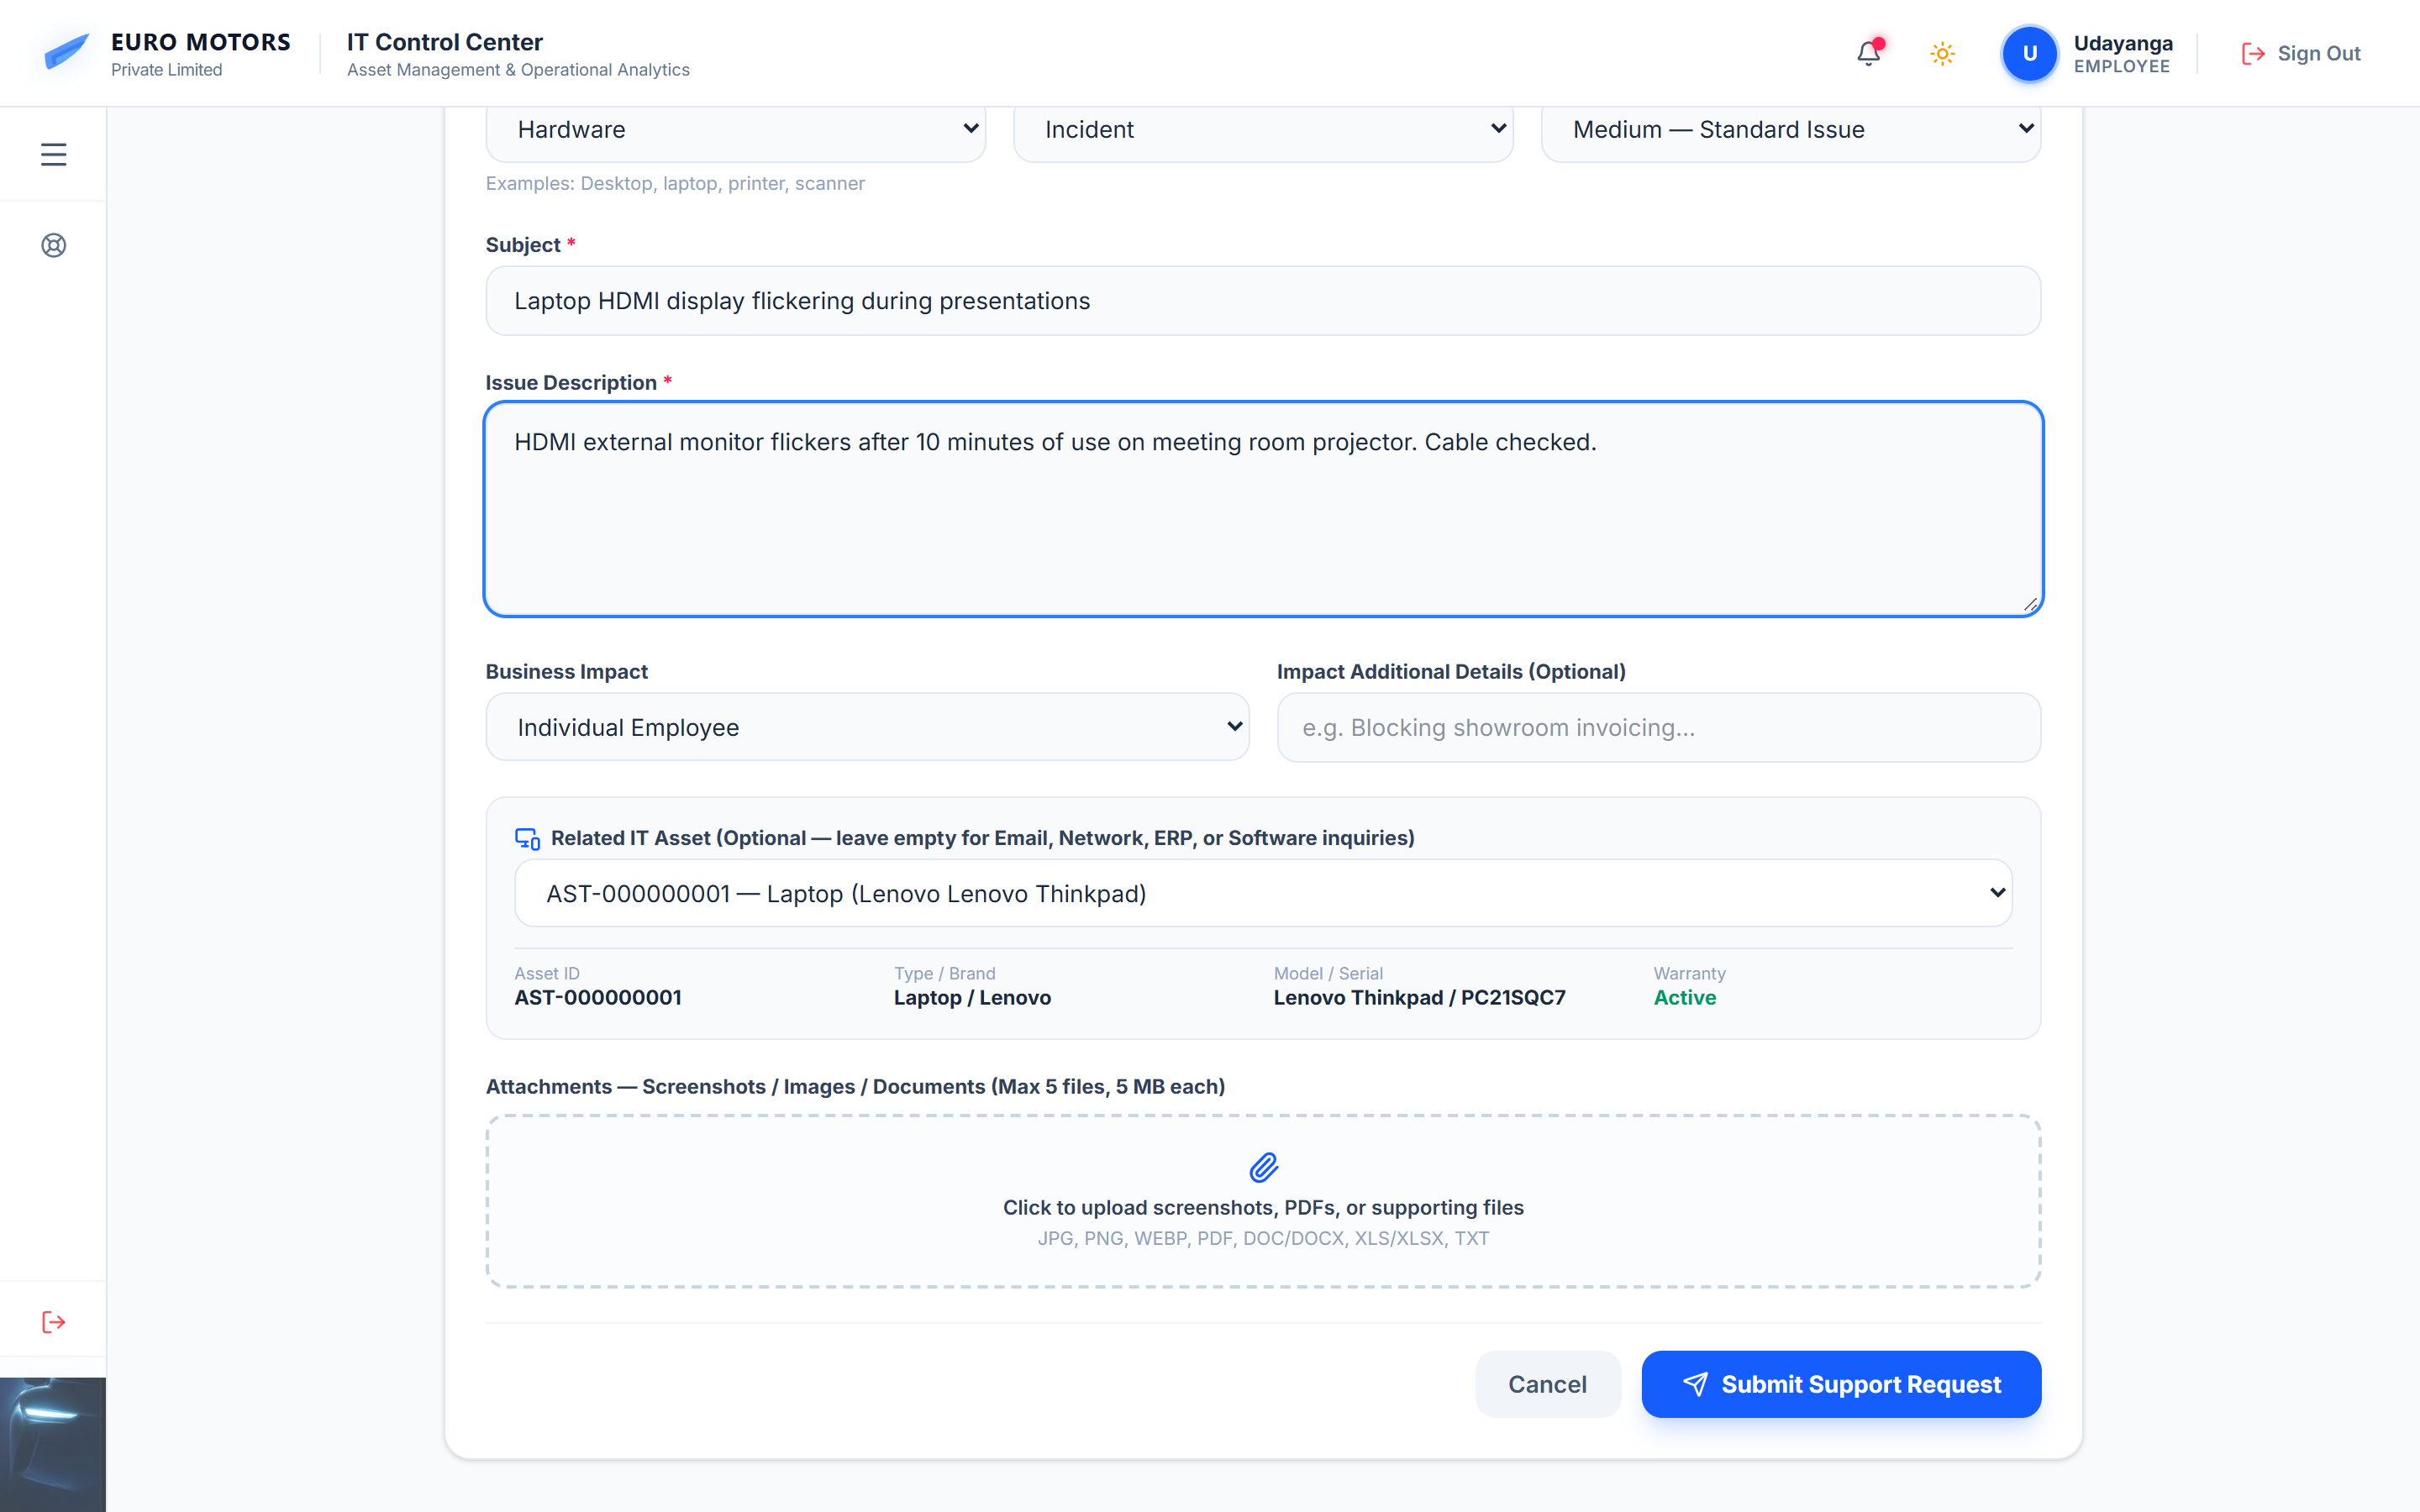 EURO MOTORS
Private Limited
IT Control Center
Asset Management & Operational Analytics
U
Udayanga
EMPLOYEE
Sign Out
Hardware
Incident
Medium — Standard Issue
Examples: Desktop, laptop, printer, scanner
Subject *
Laptop HDMI display flickering during presentations
Issue Description *
HDMI external monitor flickers after 10 minutes of use on meeting room projector. Cable checked.
Business Impact
Impact Additional Details (Optional)
Individual Employee
e.g. Blocking showroom invoicing...
Related IT Asset (Optional — leave empty for Email, Network, ERP, or Software inquiries)
AST-000000001 — Laptop (Lenovo Lenovo Thinkpad)
Asset ID
Type / Brand
Model / Serial
Warranty
AST-000000001
Laptop / Lenovo
Lenovo Thinkpad / PC21SQC7
Active
Attachments — Screenshots / Images / Documents (Max 5 files, 5 MB each)
Click to upload screenshots, PDFs, or supporting files
JPG, PNG, WEBP, PDF, DOC/DOCX, XLS/XLSX, TXT
Cancel
Submit Support Request